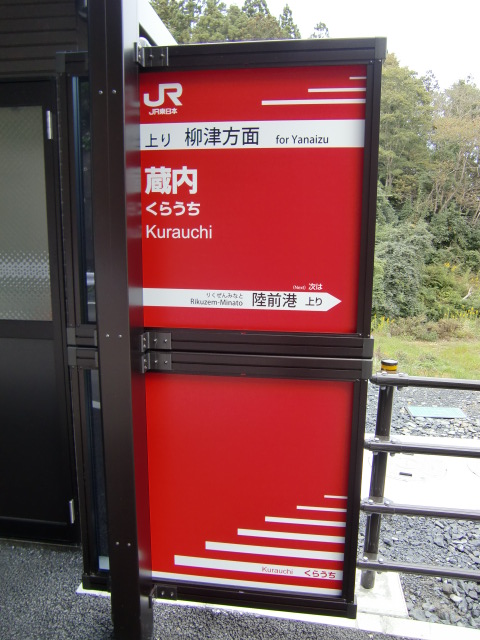 JR
JR東日本
上り 柳津方面 for Yanaizu
蔵内
くらうち
Kurauchi
(Next) 次は
りくぜんみなと
Rikuzem-Minato 陸前港 上り
Kurauchi くらうち